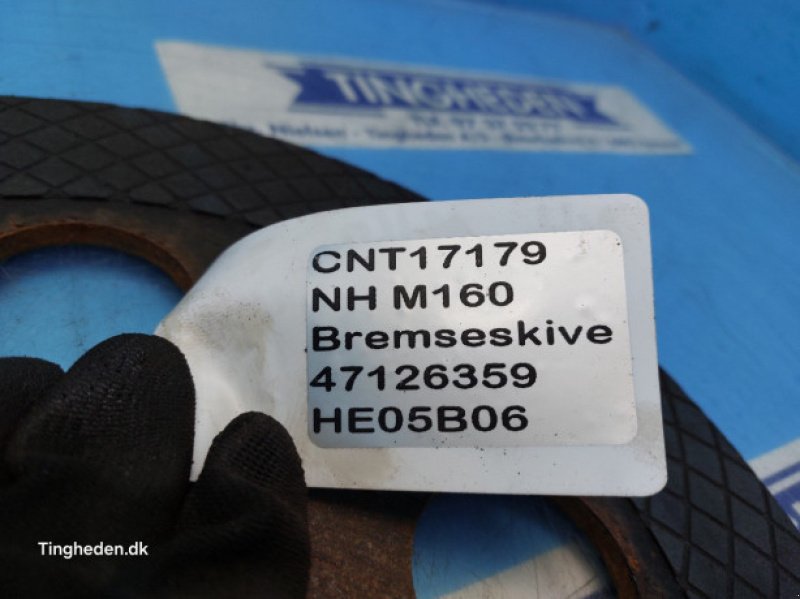 TINGHEDEN
CNT17179
NH M160
Bremseskive
47126359
HE05B06
Tingheden.dk